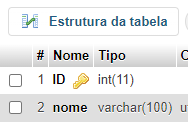 Estrutura da tabela
# Nome Tipo
1 ID int(11)
2 nome varchar(100)